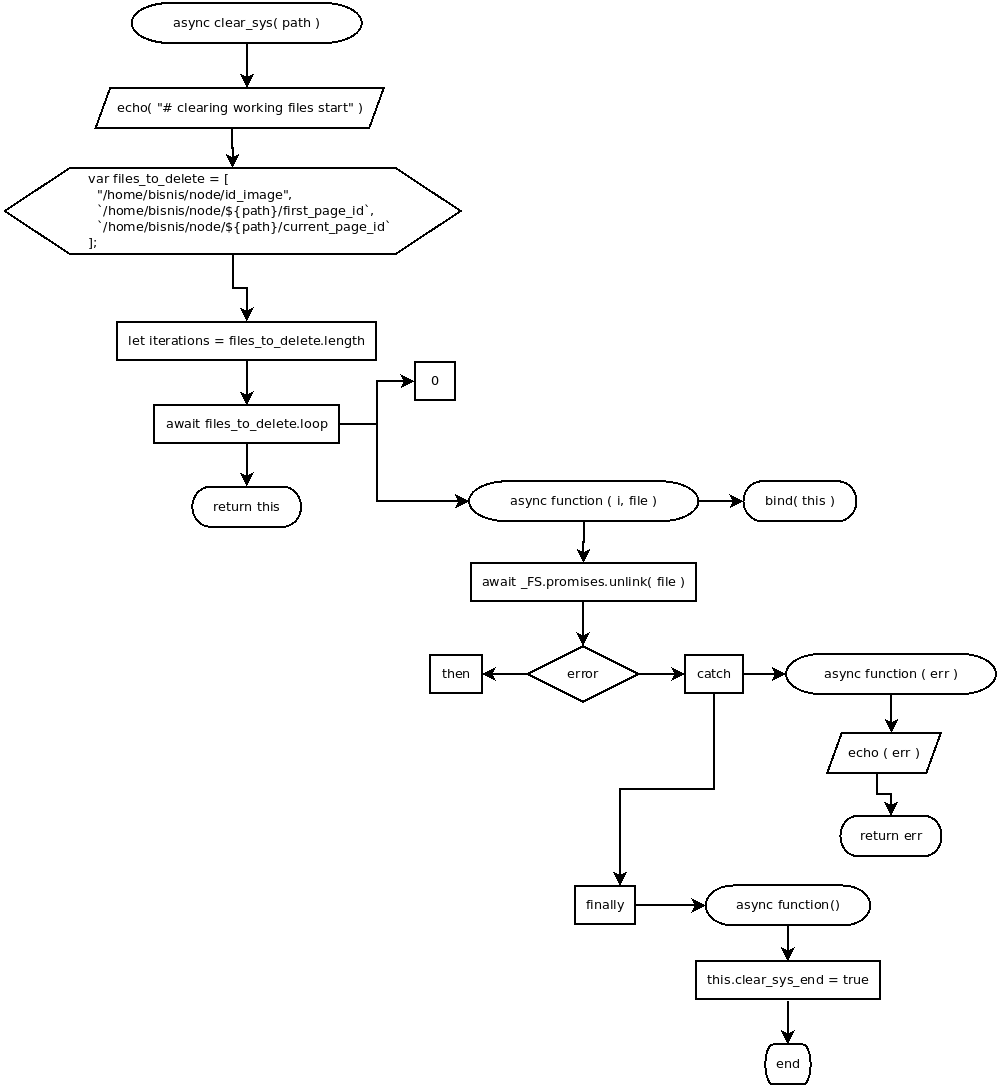 async clear_sys( path )
echo( "# clearing working files start" )
var files_to_delete = [
"/home/bisnis/node/id_image",
`/home/bisnis/node/${path}/first_page_id`,
`/home/bisnis/node/${path}/current_page_id`
];
let iterations = files_to_delete.length
0
await files_to_delete.loop
return this
async function ( i, file )
bind( this )
await _FS.promises.unlink( file )
then
error
catch
async function ( err )
echo ( err )
return err
finally
async function()
this.clear_sys_end = true
end